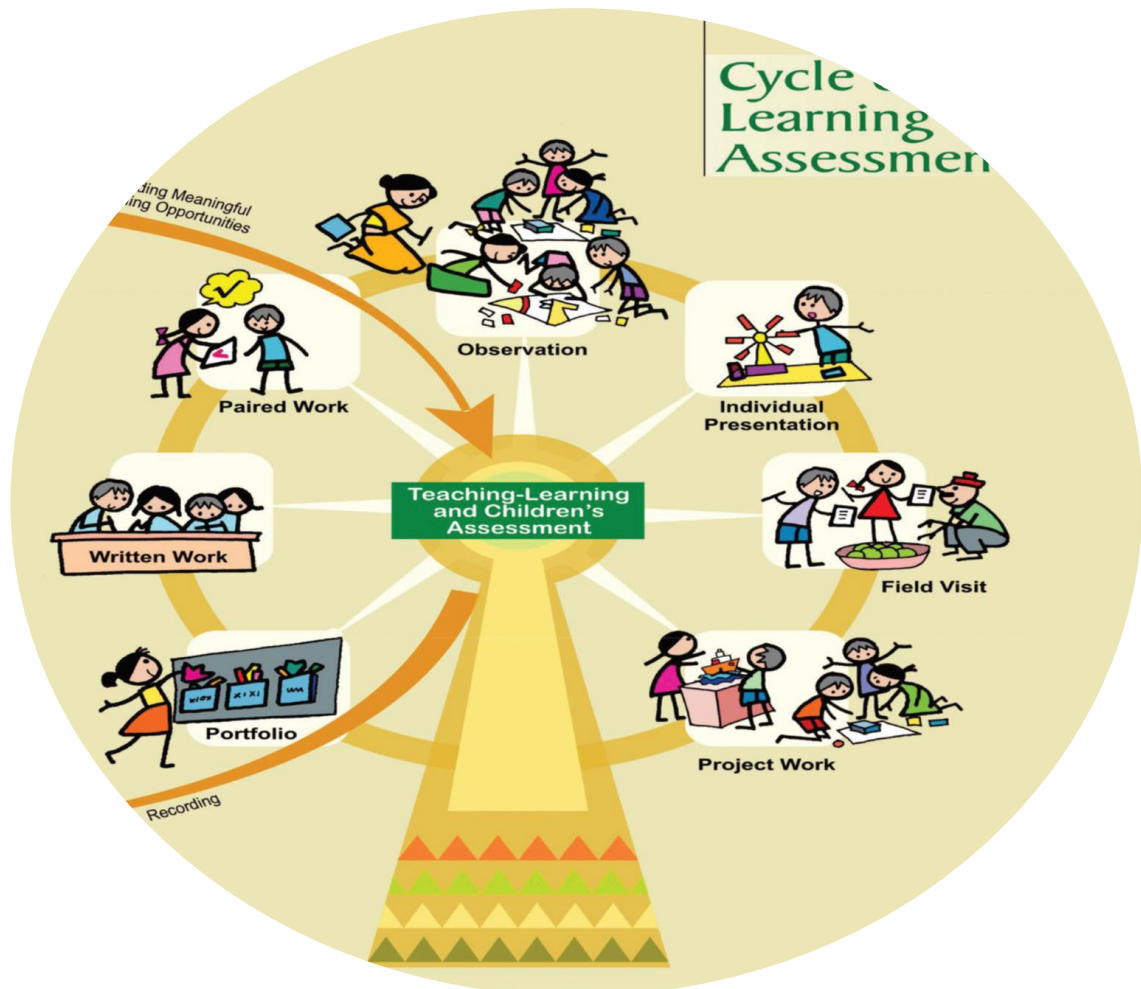 Cycle
Learning
Assessmen
ding Meaningful
ing Opportunities
Observation
Paired Work
Individual
Presentation
Teaching-Learning
and Children's
Assessment
Written Work
Field Visit
Portfolio
Project Work
Recording